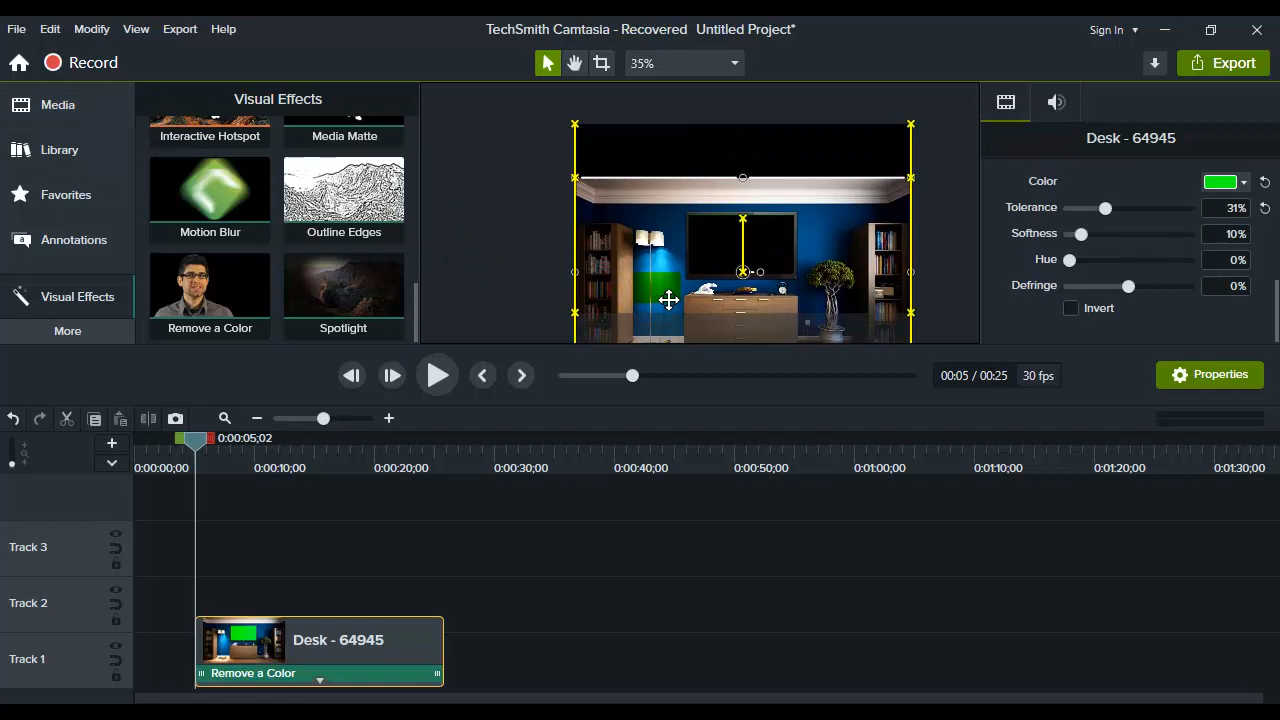 TechSmith Camtasia - Recovered Untitled Project*
File Edit Modify View Export Help
Sign In
Record
35%
Export
Media
Library
Favorites
Annotations
Visual Effects
More
Visual Effects
Interactive Hotspot
Media Matte
Motion Blur
Outline Edges
Remove a Color
Spotlight
Desk - 64945
Color
Tolerance 31%
Softness 10%
Hue 0%
Defringe 0%
Invert
00:05 / 00:25 30 fps
Properties
0:00:05;02
0:00:00;00 0:00:10;00 0:00:20;00 0:00:30;00 0:00:40;00 0:00:50;00 0:01:00;00 0:01:10;00 0:01:20;00 0:01:30;00
Track 3
Track 2
Track 1
Desk - 64945
Remove a Color